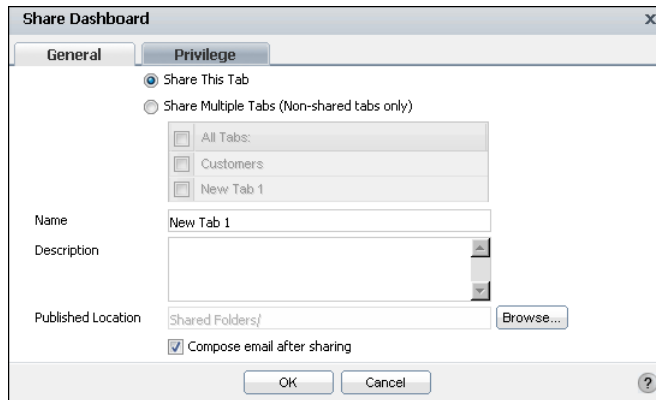 Share Dashboard x
General Privilege
Share This Tab
Share Multiple Tabs (Non-shared tabs only)
All Tabs:
Customers
New Tab 1
Name New Tab 1
Description
Published Location Shared Folders/ Browse...
Compose email after sharing
OK Cancel ?